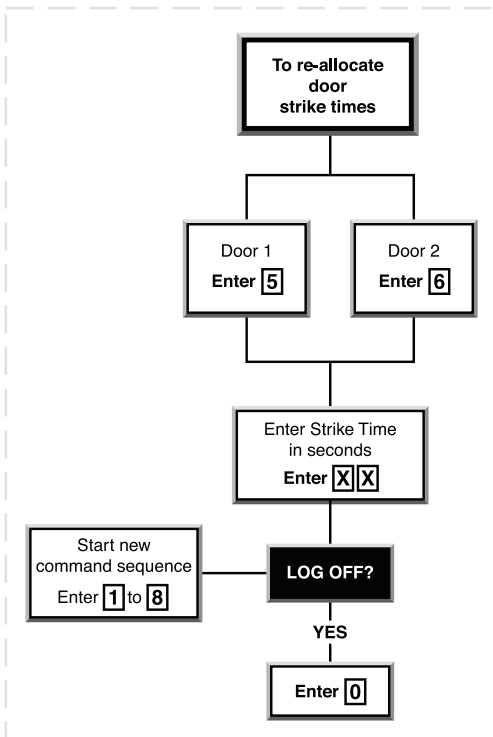 To re-allocate
door
strike times
Door 1
Enter 5
Door 2
Enter 6
Enter Strike Time
in seconds
Enter X X
Start new
command sequence
Enter 1 to 8
LOG OFF?
YES
Enter 0